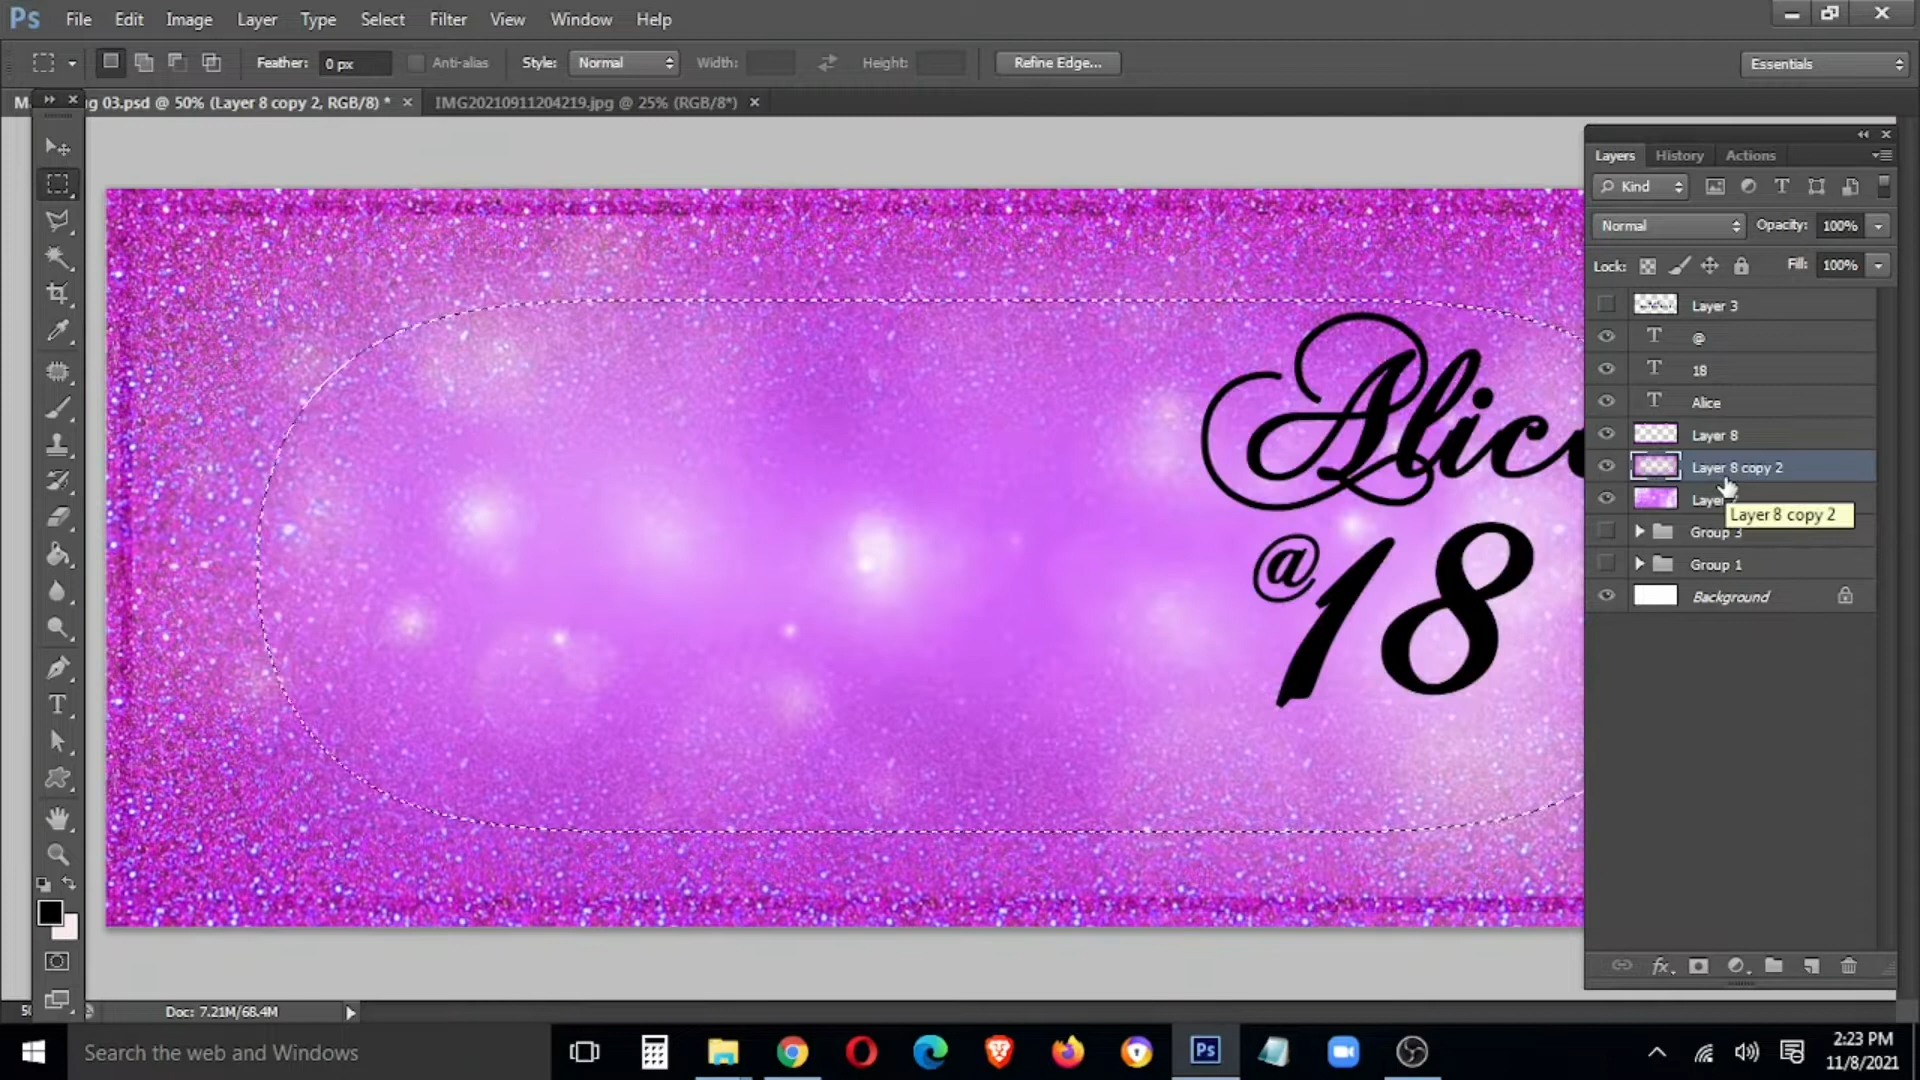 Ps File Edit Image Layer Type Select Filter View Window Help
Feather: 0 px Anti-alias Style: Normal Width: Height: Refine Edge... Essentials
ug 03.psd @ 50% (Layer 8 copy 2, RGB/8) * IMG20210911204219.jpg @ 25% (RGB/8*)
Layers History Actions
Kind
Normal Opacity: 100%
Lock: Fill: 100%
Layer 3
T @
T 18
T Alice
Layer 8
Layer 8 copy 2
Layer
Layer 8 copy 2
Group 3
Group 1
Background
Alice
@18
Doc: 7.21M/68.4M
Search the web and Windows
Ps
2:23 PM
11/8/2021